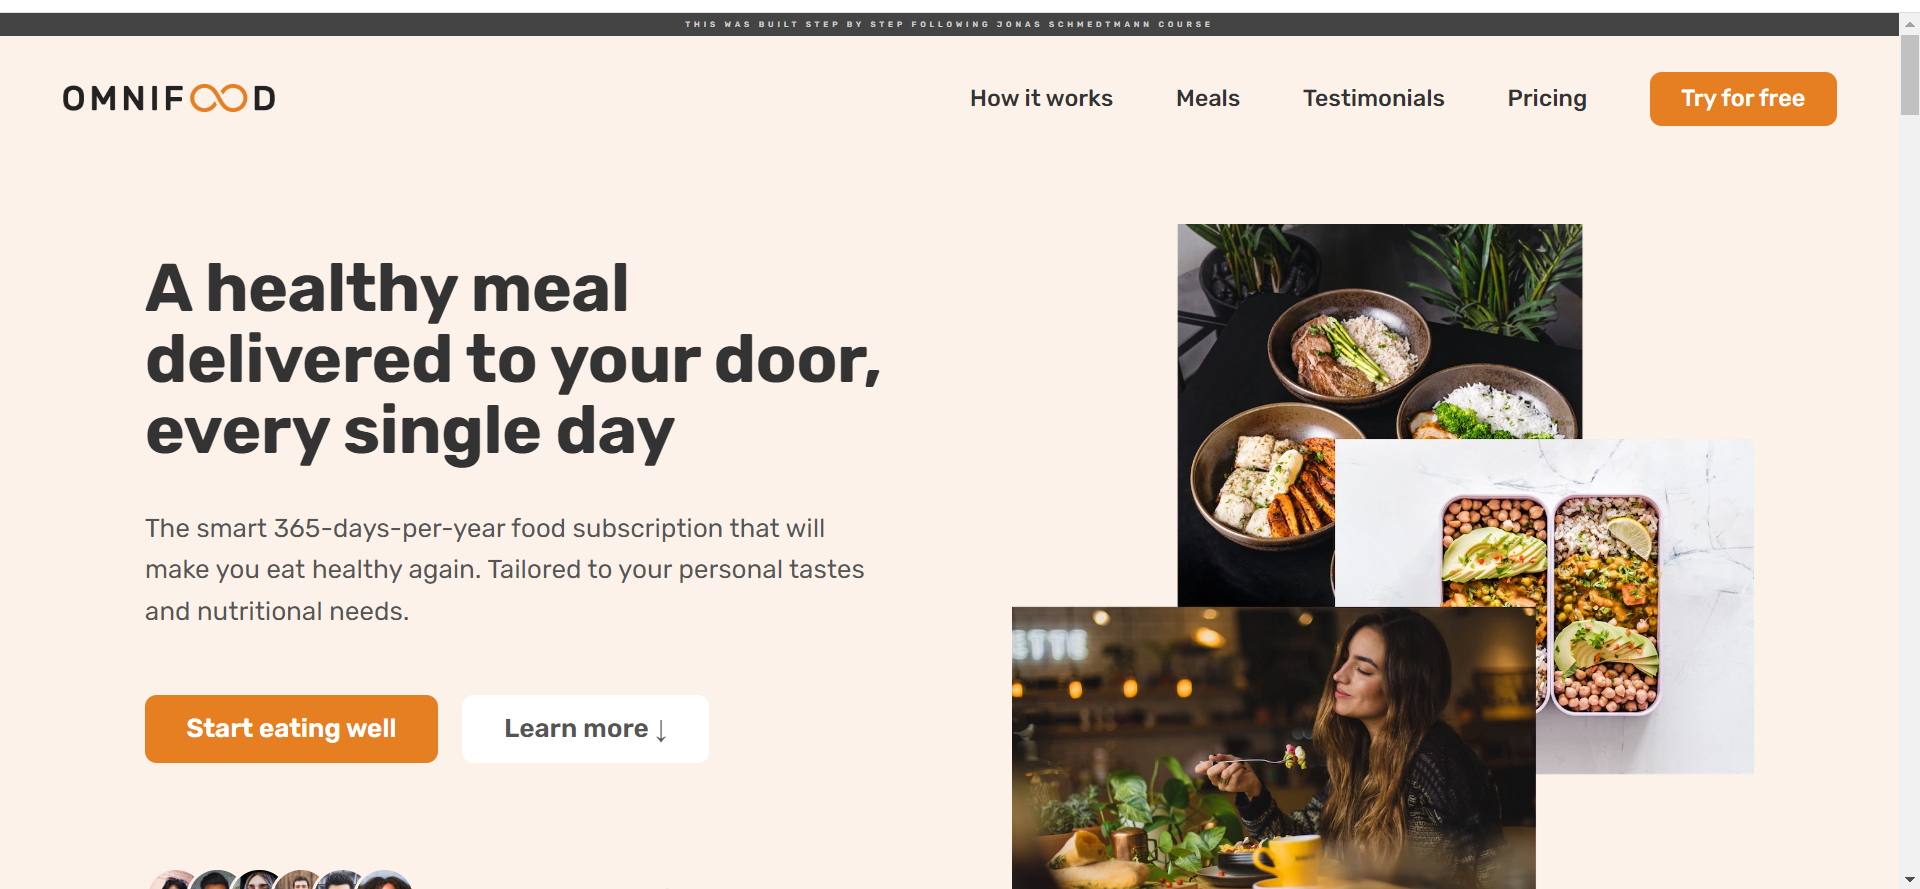 THIS WAS BUILT STEP BY STEP FOLLOWING JONAS SCHMEDTMANN COURSE
OMNIFOOD
How it works
Meals
Testimonials
Pricing
Try for free
A healthy meal
delivered to your door,
every single day
The smart 365-days-per-year food subscription that will
make you eat healthy again. Tailored to your personal tastes
and nutritional needs.
Start eating well
Learn more ↓